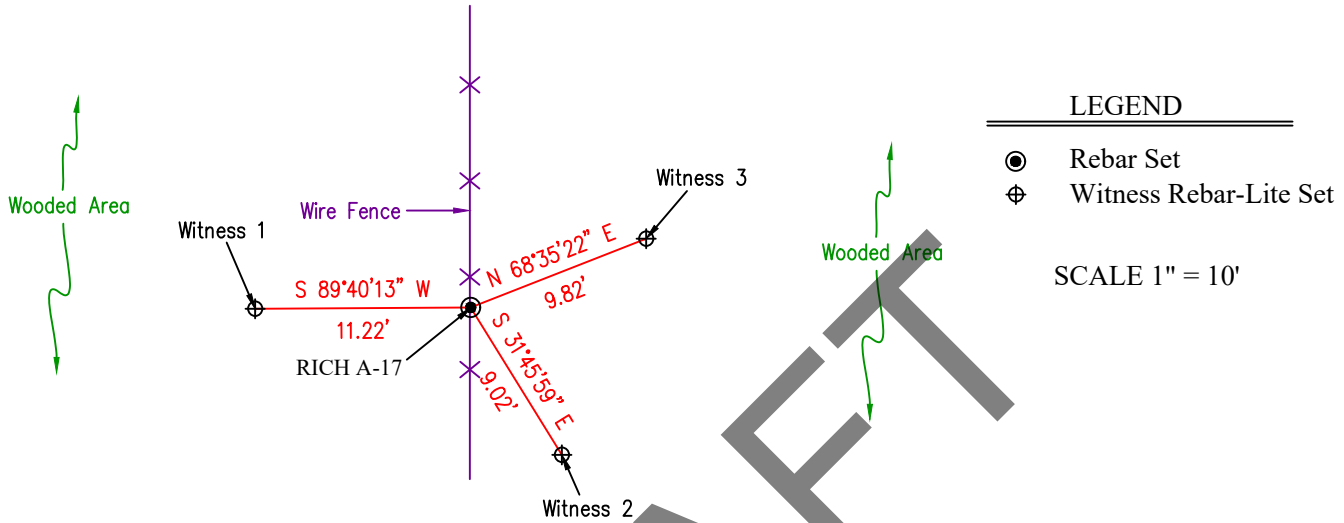 LEGEND
Rebar Set
Witness Rebar-Lite Set
SCALE 1" = 10'
Wooded Area
Wire Fence
Witness 1
Witness 3
Wooded Area
S 89°40'13" W
11.22'
N 68°35'22" E
9.82'
RICH A-17
S 31°45'59" E
9.02'
Witness 2